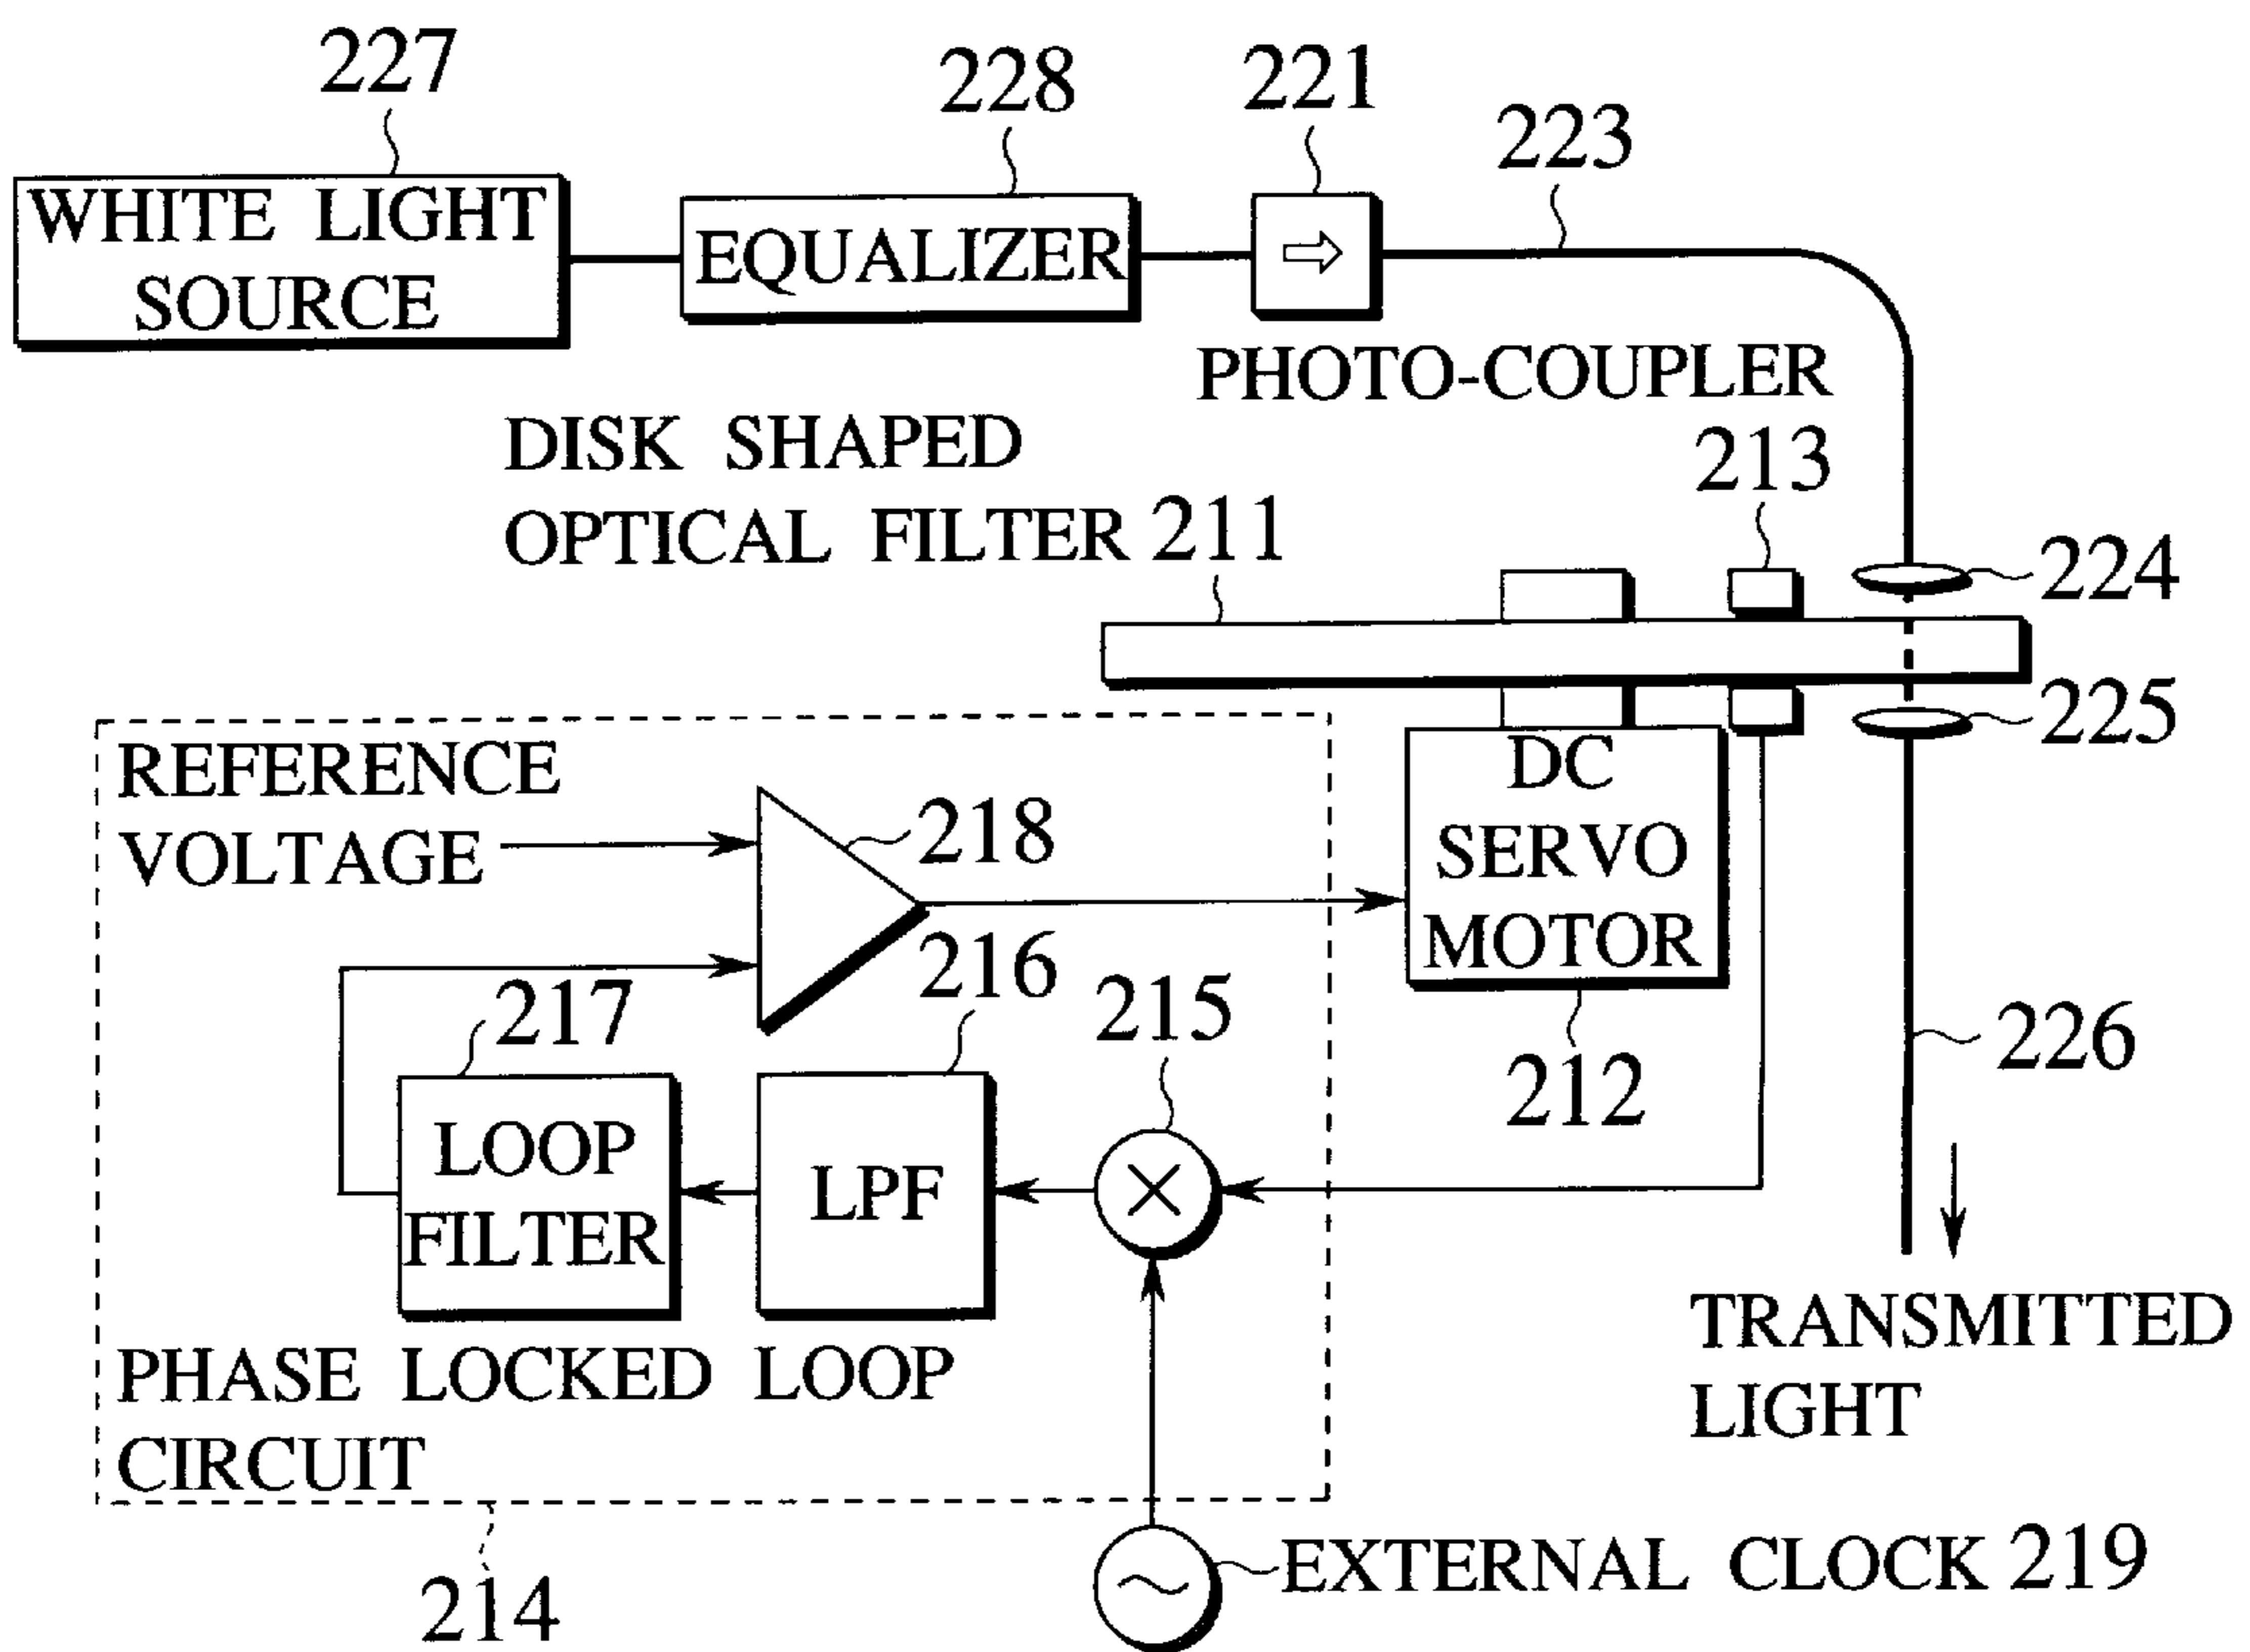 227
228
221
223
WHITE LIGHT
SOURCE
EQUALIZER
PHOTO-COUPLER
213
DISK SHAPED
OPTICAL FILTER 211
224
225
REFERENCE
VOLTAGE
218
DC
SERVO
MOTOR
217
216
215
212
226
LOOP
FILTER
LPF
PHASE LOCKED LOOP
CIRCUIT
TRANSMITTED
LIGHT
214
EXTERNAL CLOCK 219